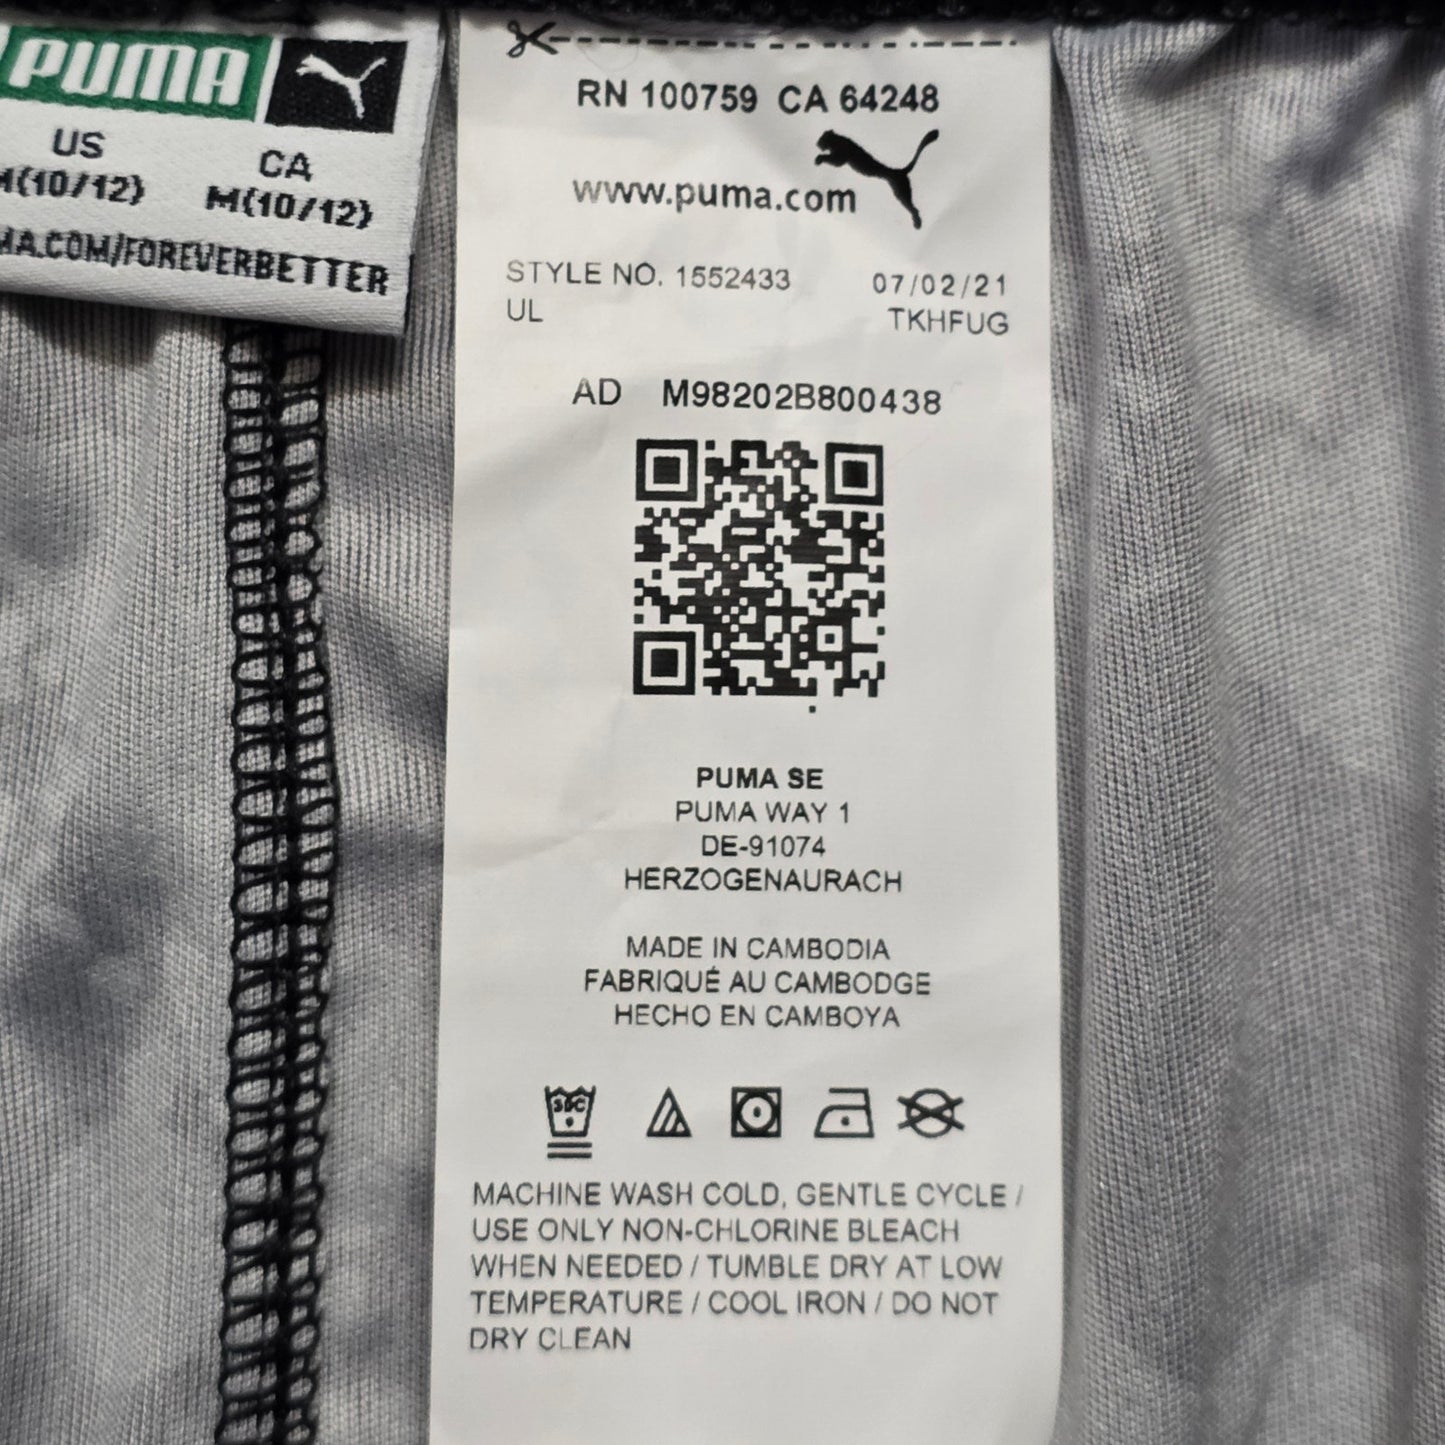 PUMA
US
CA
(10/12)
M(10/12)
.COM/FOREVERBETTER
RN 100759 CA 64248
www.puma.com
STYLE NO. 1552433 07/02/21
UL TKHFUG
AD M98202B800438
PUMA SE
PUMA WAY 1
DE-91074
HERZOGENAURACH
MADE IN CAMBODIA
FABRIQUÉ AU CAMBODGE
HECHO EN CAMBOYA
MACHINE WASH COLD, GENTLE CYCLE /
USE ONLY NON-CHLORINE BLEACH
WHEN NEEDED / TUMBLE DRY AT LOW
TEMPERATURE / COOL IRON / DO NOT
DRY CLEAN